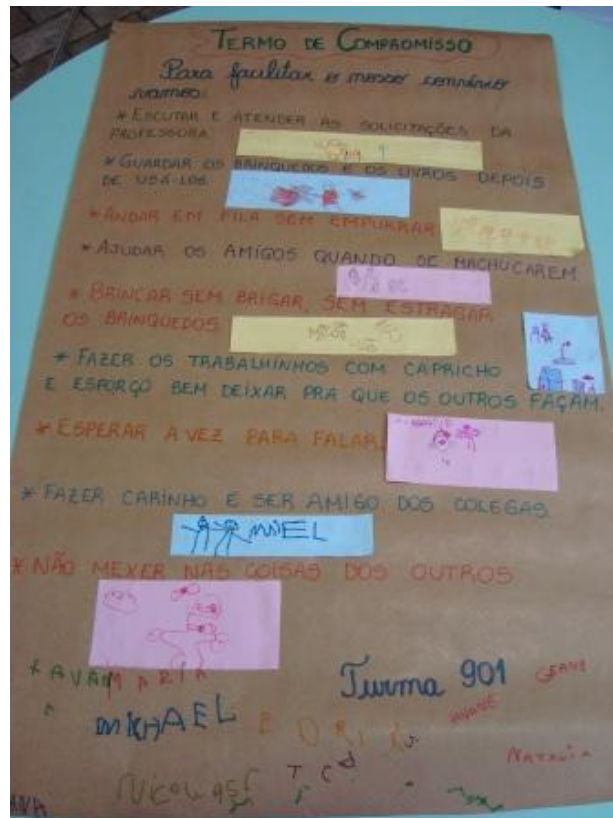 TERMO DE COMPROMISSO
Para facilitar o nosso convívio
vamos:
* ESCUTAR E ATENDER AS SOLICITAÇÕES DA
PROFESSORA.
* GUARDAR OS BRINQUEDOS E OS LIVROS DEPOIS
DE USÁ-LOS.
* ANDAR EM FILA SEM EMPURRAR
* AJUDAR OS AMIGOS QUANDO SE MACHUCAREM
* BRINCAR SEM BRIGAR, SEM ESTRAGAR
OS BRINQUEDOS.
* FAZER OS TRABALHINHOS COM CAPRICHO
E ESFORÇO SEM DEIXAR PRA QUE OS OUTROS FAÇAM.
* ESPERAR A VEZ PARA FALAR.
* FAZER CARINHO E SER AMIGO DOS COLEGAS.
* NÃO MEXER NAS COISAS DOS OUTROS.
MARIA
Turma 901
MICHAEL
NATALIA